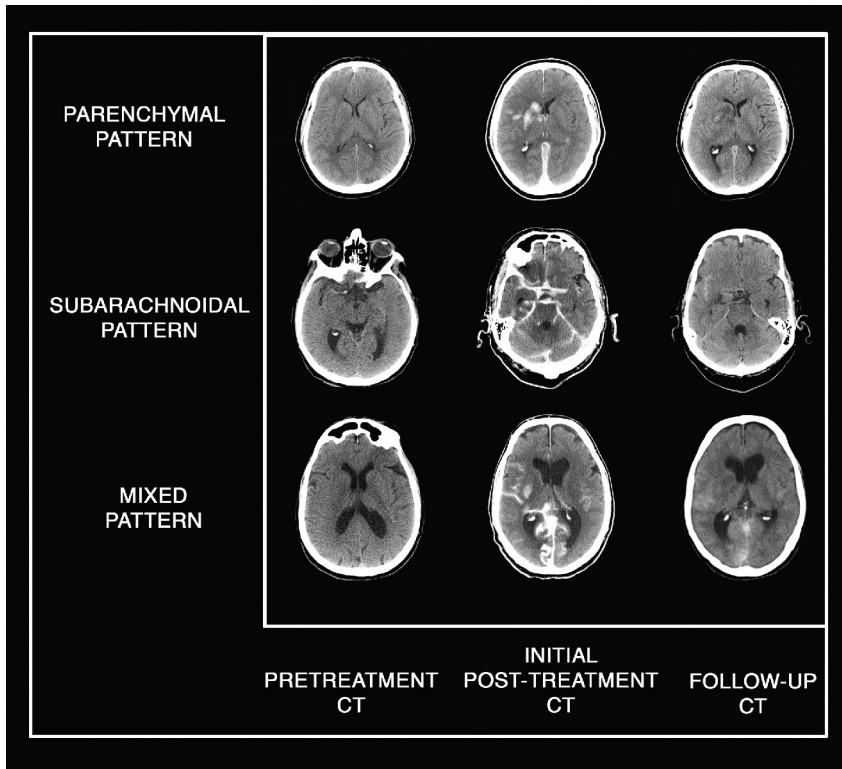 PARENCHYMAL
PATTERN
SUBARACHNOIDAL
PATTERN
MIXED
PATTERN
PRETREATMENT
CT
INITIAL
POST-TREATMENT
CT
FOLLOW-UP
CT